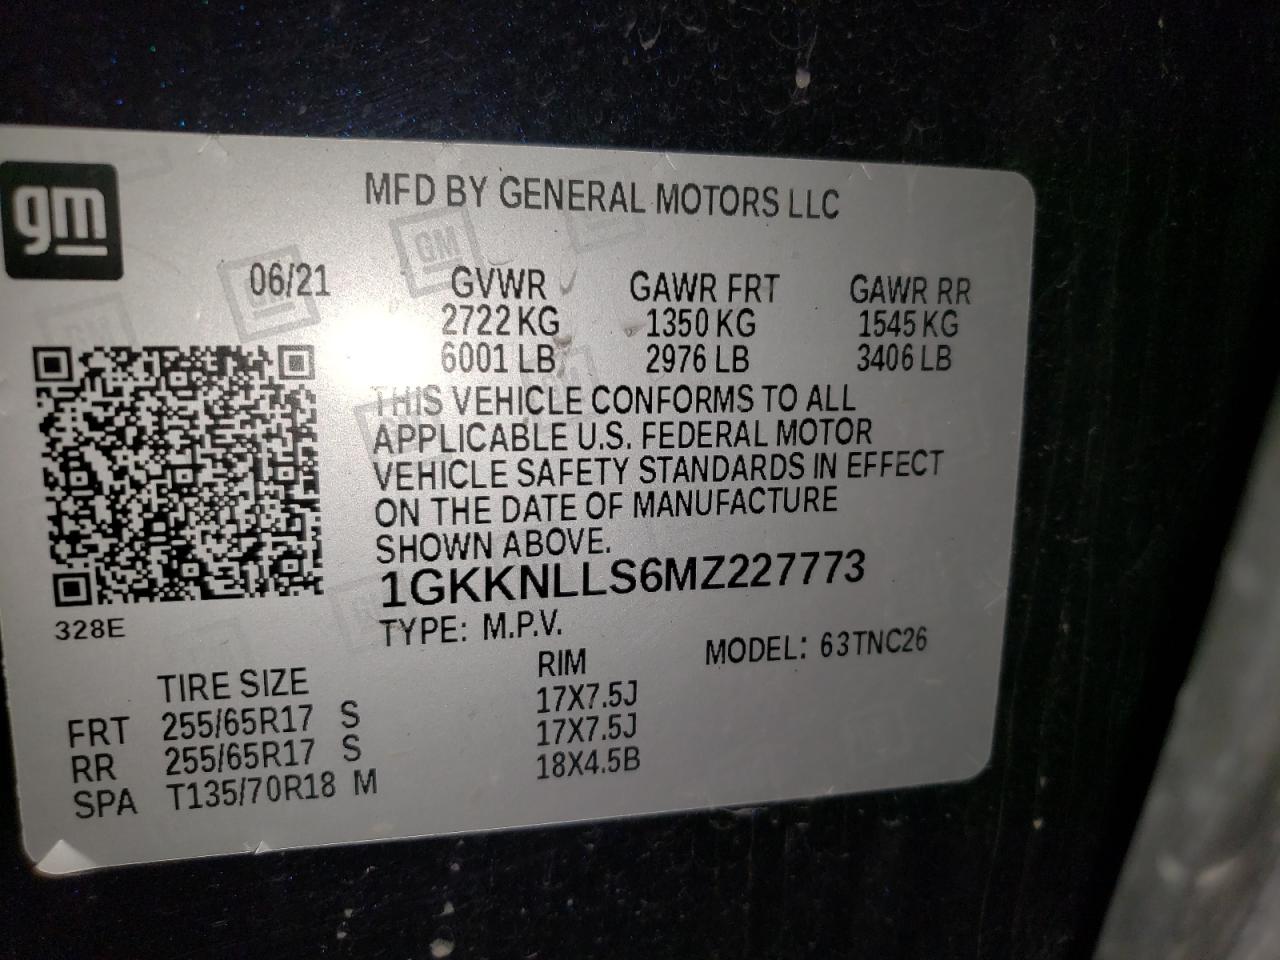 gm
MFD BY GENERAL MOTORS LLC
06/21 GVWR GAWR FRT GAWR RR
2722 KG 1350 KG 1545 KG
6001 LB 2976 LB 3406 LB
THIS VEHICLE CONFORMS TO ALL
APPLICABLE U.S. FEDERAL MOTOR
VEHICLE SAFETY STANDARDS IN EFFECT
ON THE DATE OF MANUFACTURE
SHOWN ABOVE.
1GKKNLLS6MZ227773
328E
TYPE: M.P.V. MODEL: 63TNC26
TIRE SIZE RIM
FRT 255/65R17 S 17X7.5J
RR 255/65R17 S 17X7.5J
SPA T135/70R18 M 18X4.5B